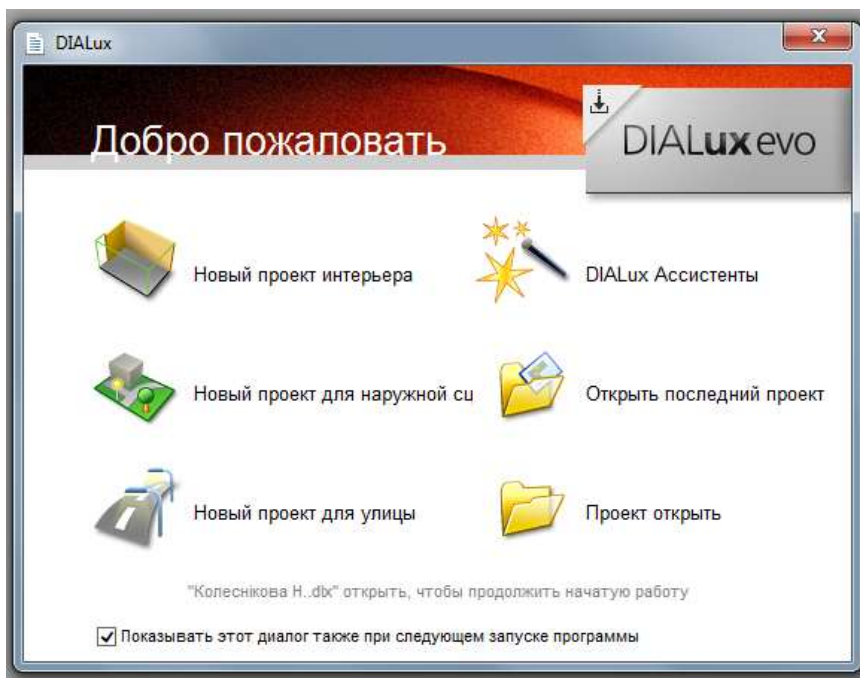 DIALux
Добро пожаловать
DIALux evo
Новый проект интерьера
DIALux Ассистенты
Новый проект для наружной сц
Открыть последний проект
Новый проект для улицы
Проект открыть
"Колеснікова Н..dlx" открыть, чтобы продолжить начатую работу
Показывать этот диалог также при следующем запуске программы